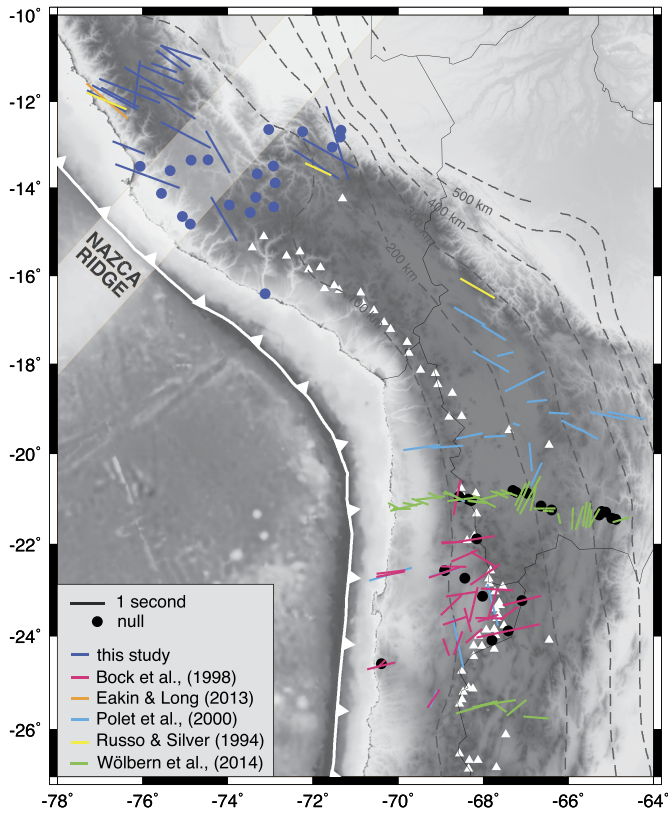 -10˚
-12˚
-14˚
-16˚
-18˚
-20˚
-22˚
-24˚
-26˚
500 km
400 km
200 km
NAZCA
RIDGE
1 second
null
this study
Bock et al., (1998)
Eakin & Long (2013)
Polet et al., (2000)
Russo & Silver (1994)
Wölbern et al., (2014)
-78˚ -76˚ -74˚ -72˚ -70˚ -68˚ -66˚ -64˚